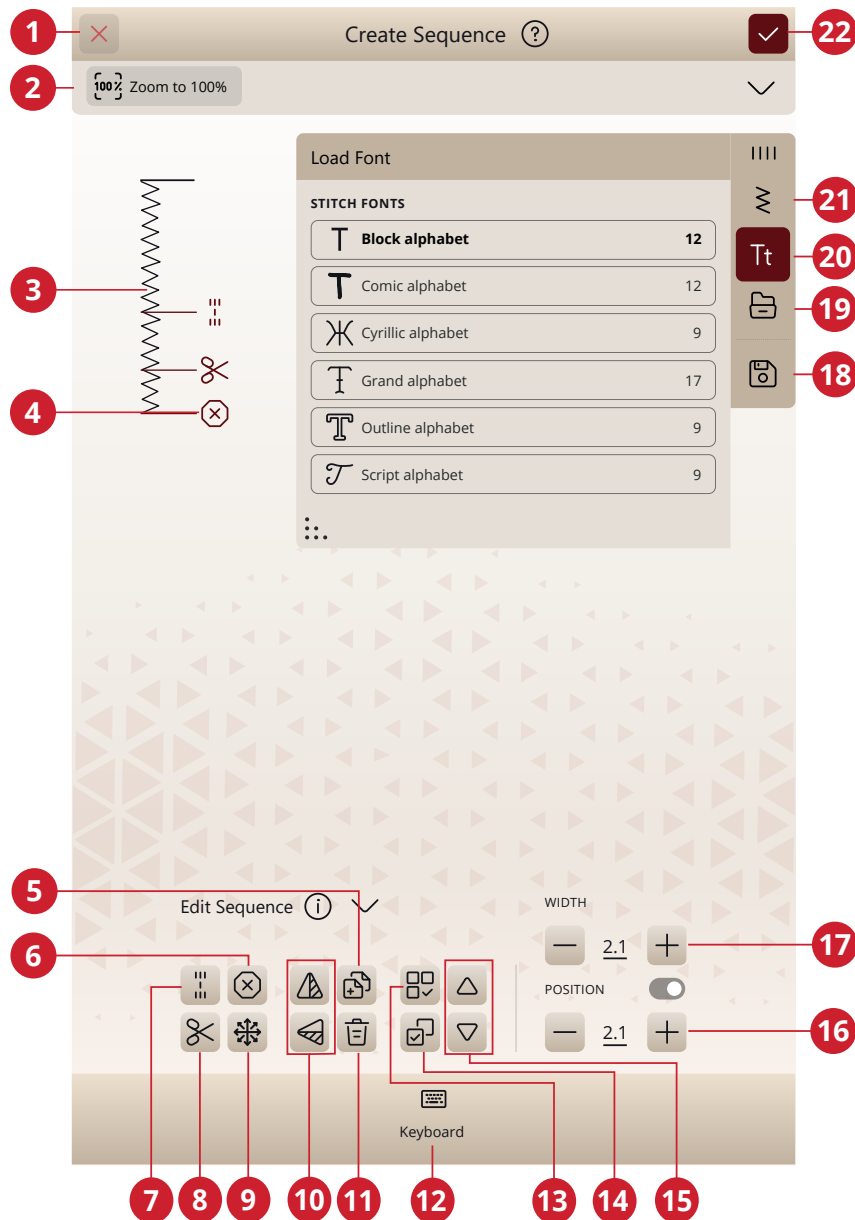 1
Create Sequence ?
22
2
100% Zoom to 100%
Load Font
STITCH FONTS
21
T Block alphabet 12
Tt
20
3
T Comic alphabet 12
19
Ж Cyrillic alphabet 9
18
T Grand alphabet 17
4
T Outline alphabet 9
T Script alphabet 9
5
Edit Sequence i
WIDTH
6
2.1
17
7
POSITION
2.1
16
Keyboard
7 8 9 10 11 12 13 14 15